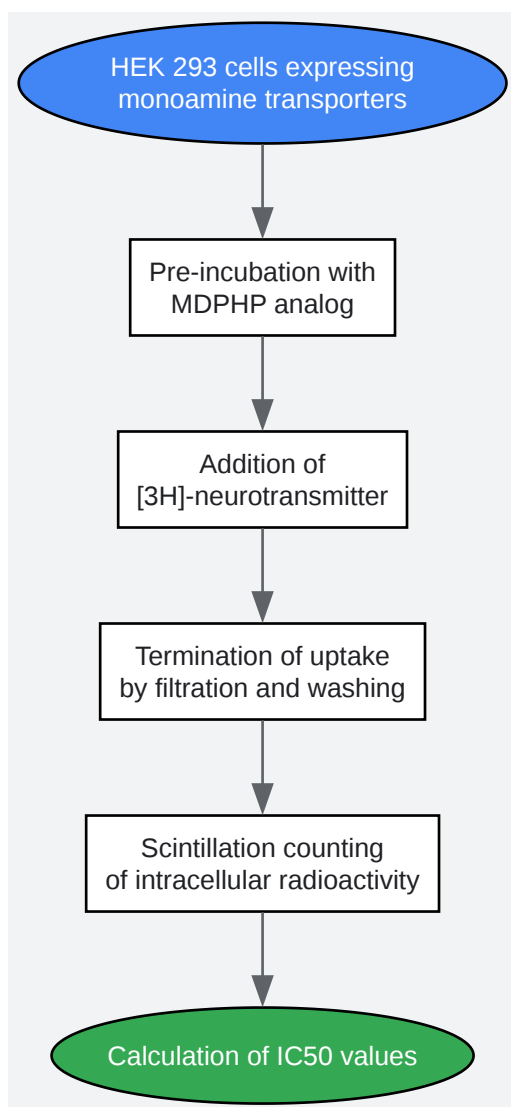 HEK 293 cells expressing
monoamine transporters
Pre-incubation with
MDPHP analog
Addition of
[3H]-neurotransmitter
Termination of uptake
by filtration and washing
Scintillation counting
of intracellular radioactivity
Calculation of IC50 values